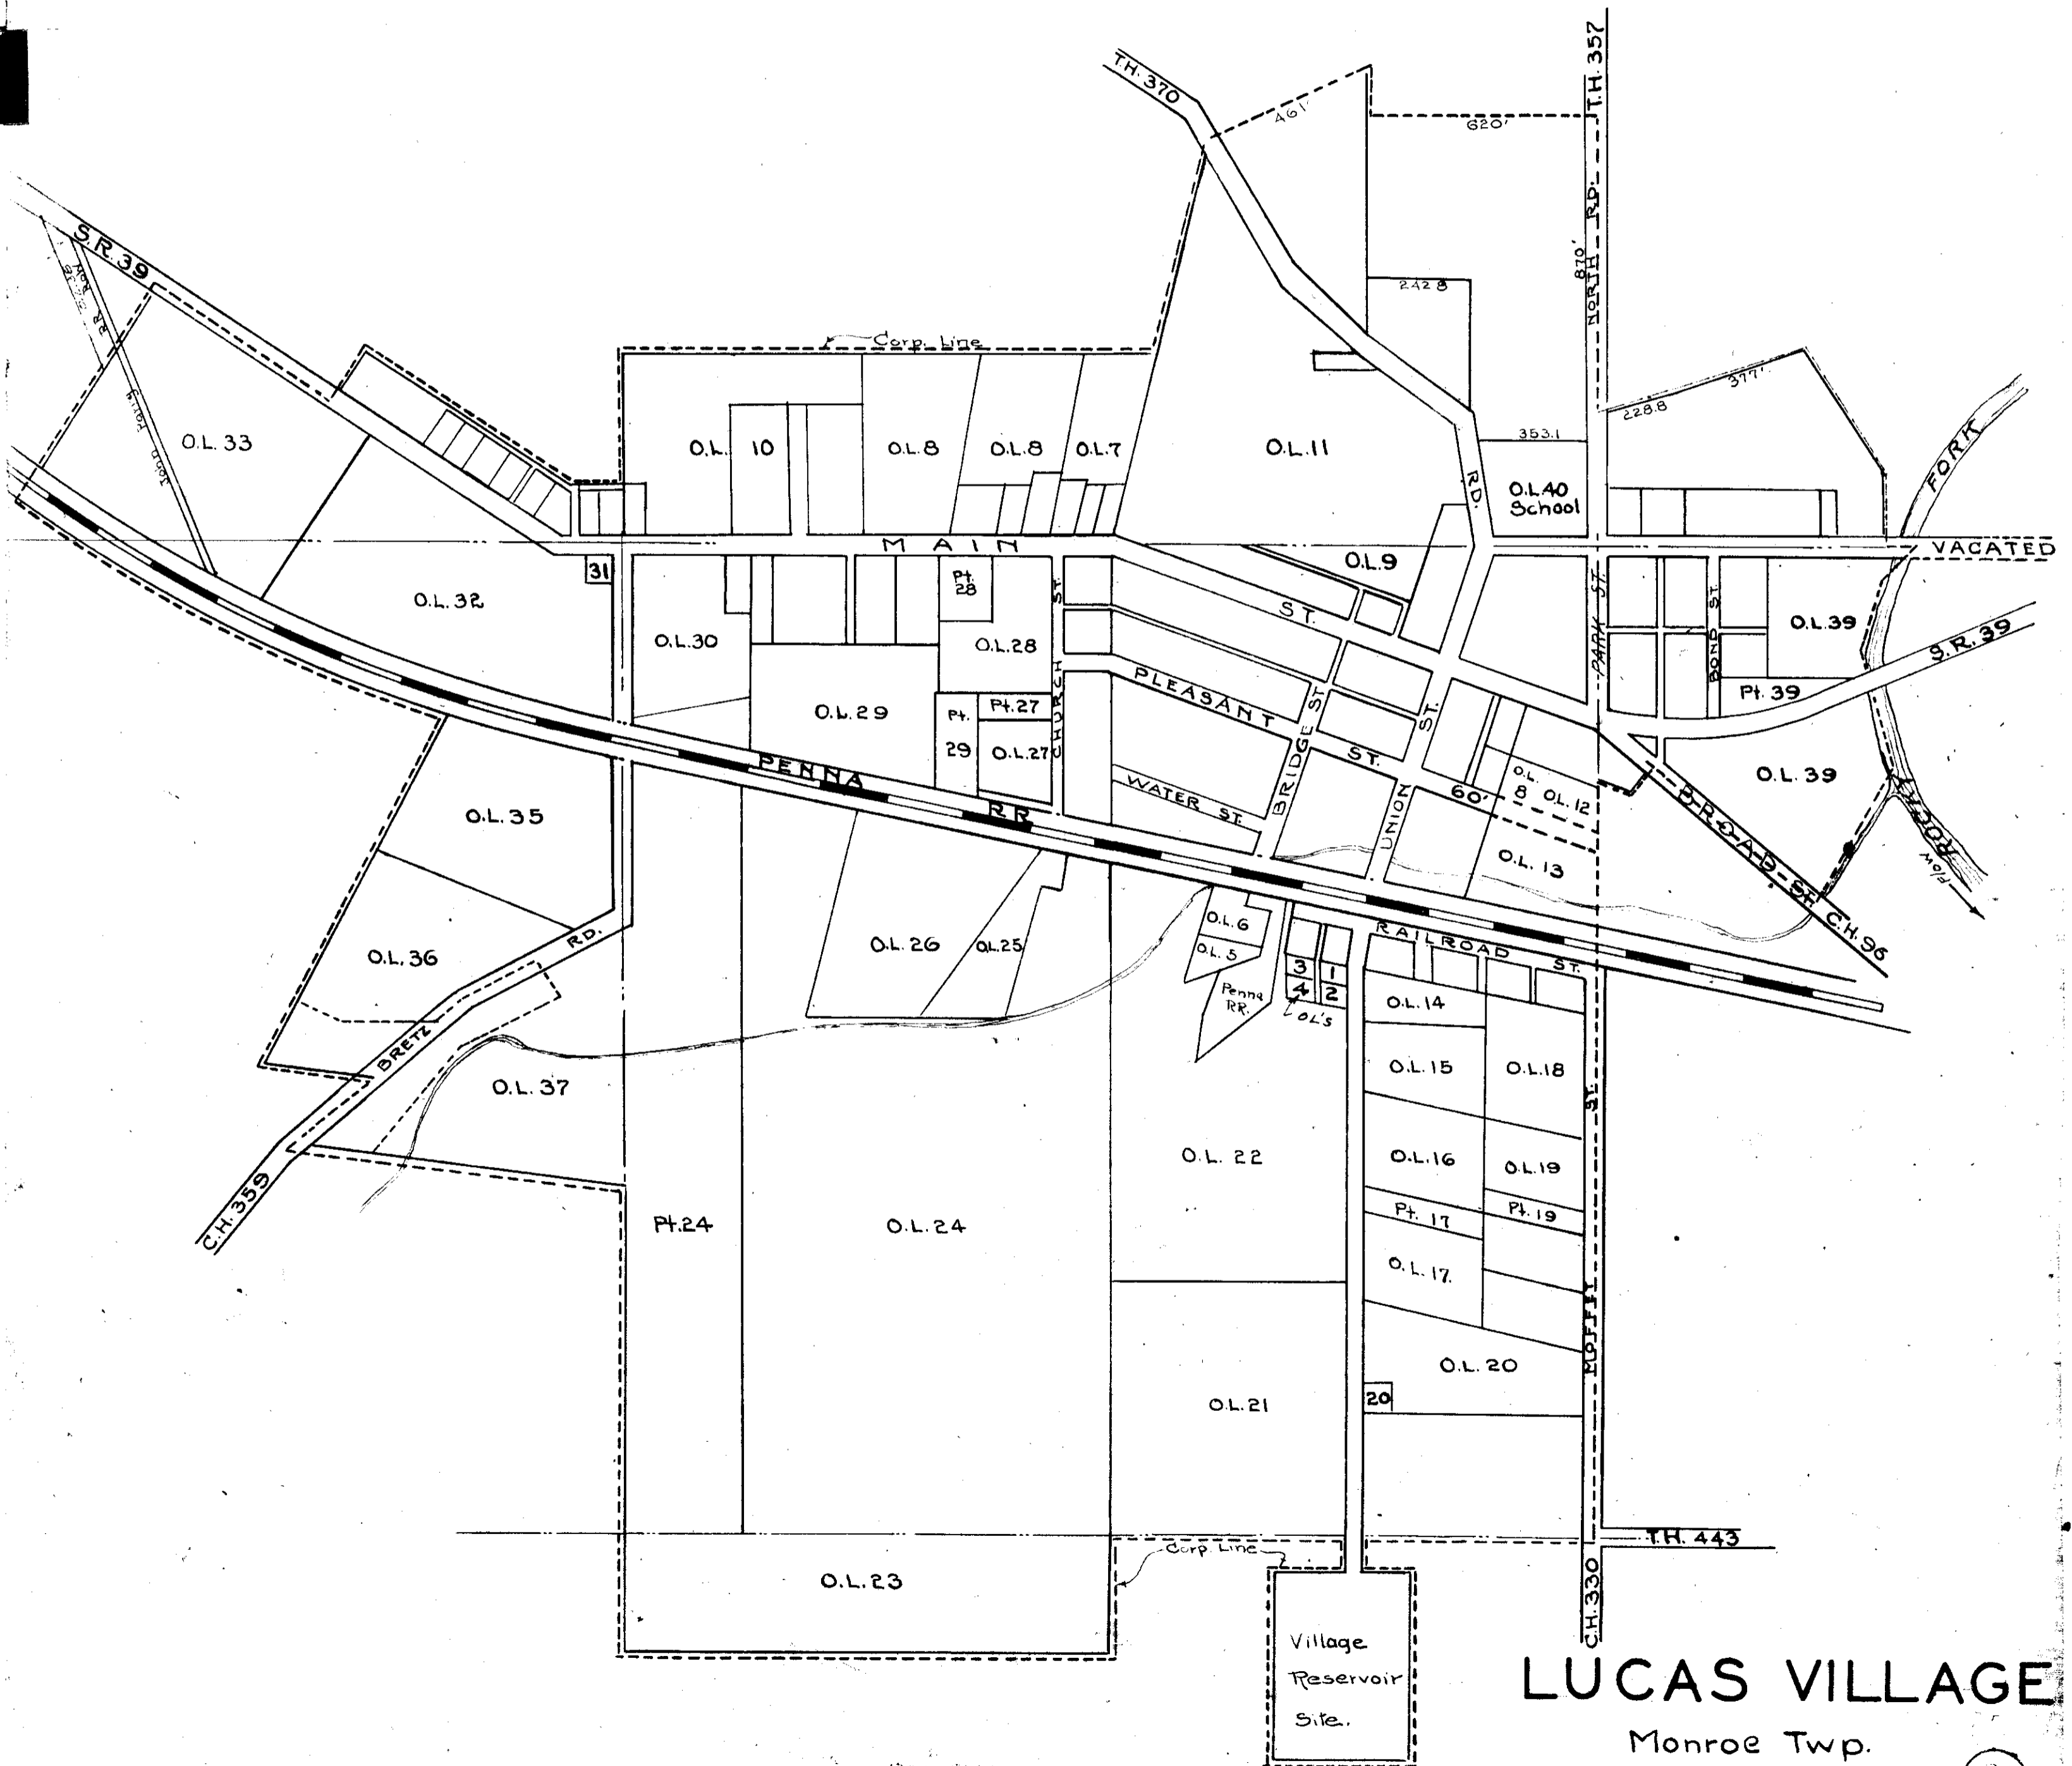 T.H. 370
461'
620'
T.H. 357
NORTH RD.
870'
S.R. 39
RR
242.8
Corp. Line
377'
228.8
FORK
O.L. 33
O.L. 10
O.L. 8
O.L. 8
O.L. 7
O.L. 11
353.1
RD.
O.L. 40
School
MAIN
VACATED
31
Pt.
28
O.L. 9
O.L. 32
ST.
ST.
PARK ST.
BOND ST.
O.L. 39
S.R. 39
O.L. 30
O.L. 28
CHURCH
PLEASANT
ST.
Pt. 39
O.L. 29
Pt.
29
Pt. 27
O.L. 27
BRIDGE ST
UNION
ST.
PENNA
RR
WATER ST.
60'
O.L.
8
O.L. 12
O.L. 39
BROAD ST.
ROCKY
Flow
O.L. 35
O.L. 13
O.L. 36
RD.
BRETZ
O.L. 26
O.L. 25
O.L. 6
O.L. 5
Penna
RR.
3 1
4 2
OL's
RAILROAD
ST.
C.H. 96
O.L. 14
O.L. 37
O.L. 15
O.L. 18
C.H. 359
Pt. 24
O.L. 24
O.L. 22
O.L. 16
O.L. 19
Pt. 17
Pt. 19
O.L. 17.
MOFFET
ST.
O.L. 20
20
O.L. 21
T.H. 443
Corp. Line
O.L. 23
C.H. 330
Village
Reservoir
Site.
LUCAS VILLAGE
Monroe Twp.